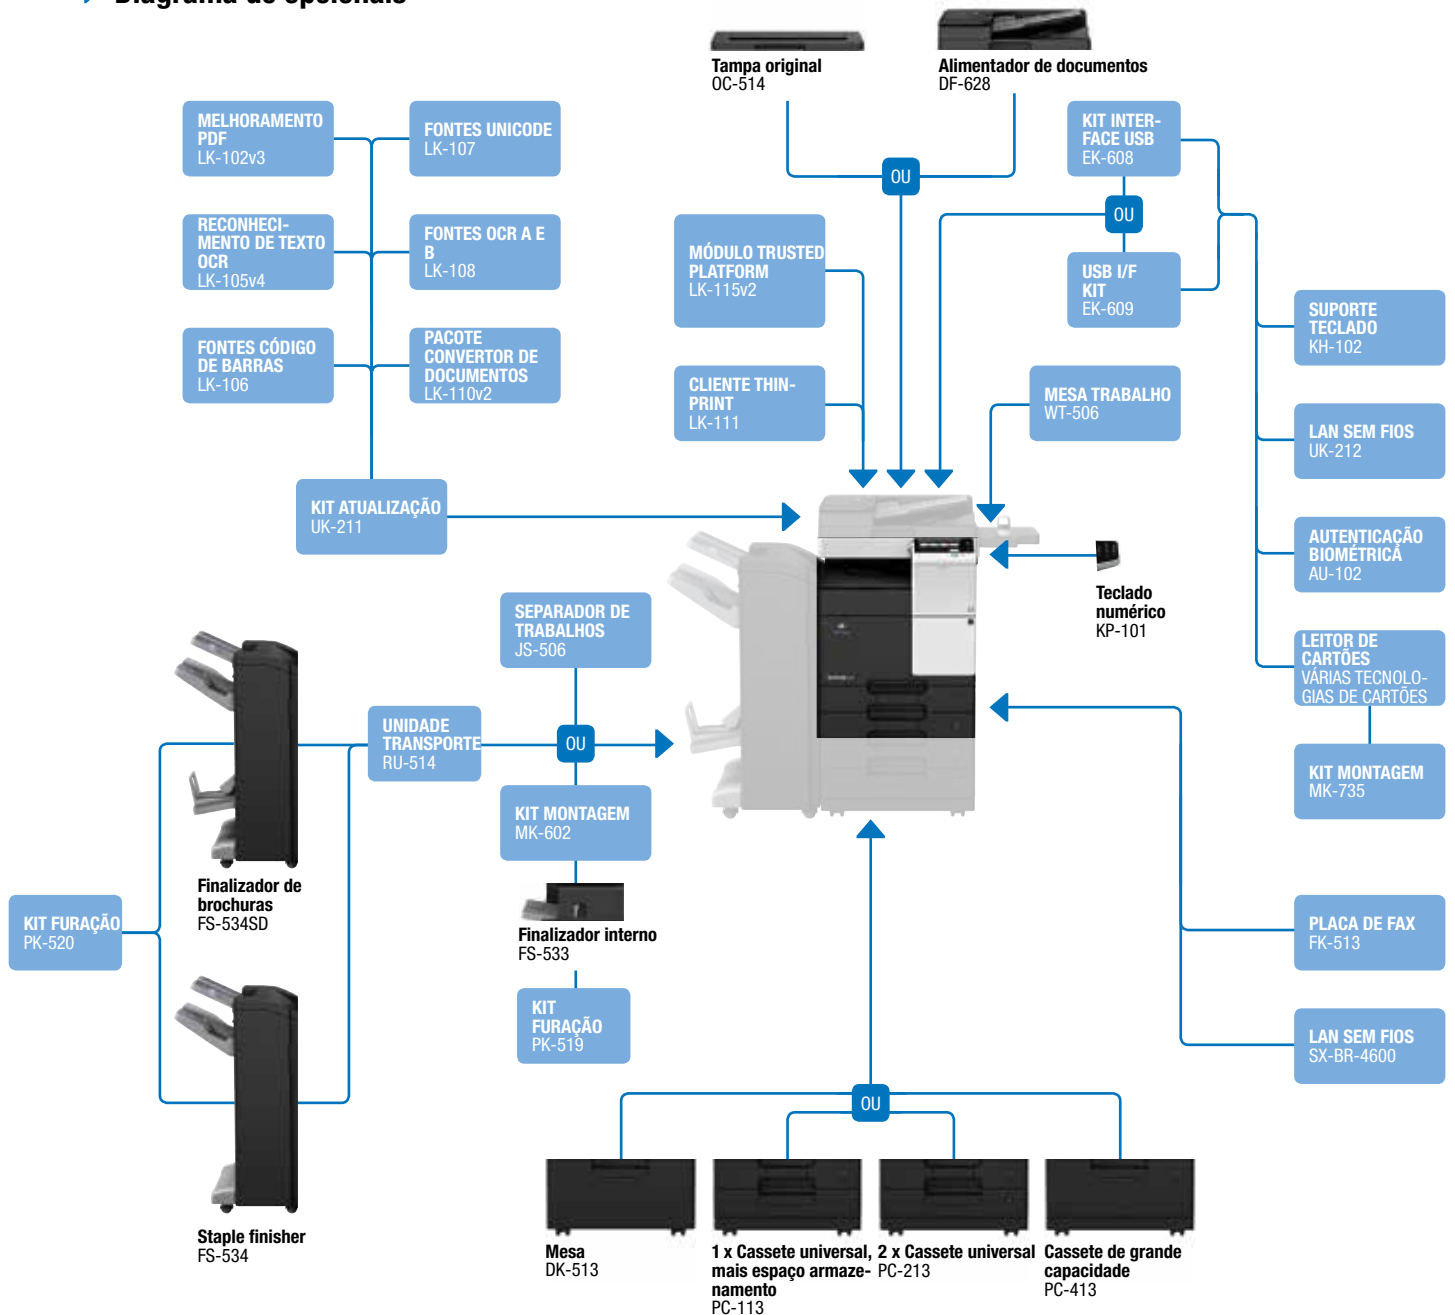 Diagrama de opcionais
Tampa original
OC-514
Alimentador de documentos
DF-628
MELHORAMENTO
PDF
LK-102v3
FONTES UNICODE
LK-107
KIT INTER-
FACE USB
EK-608
OU
OU
RECONHECI-
MENTO DE TEXTO
OCR
LK-105v4
FONTES OCR A E
B
LK-108
MÓDULO TRUSTED
PLATFORM
LK-115v2
USB I/F
KIT
EK-609
SUPORTE
TECLADO
KH-102
FONTES CÓDIGO
DE BARRAS
LK-106
PACOTE
CONVERTOR DE
DOCUMENTOS
LK-110v2
CLIENTE THIN-
PRINT
LK-111
MESA TRABALHO
WT-506
LAN SEM FIOS
UK-212
KIT ATUALIZAÇÃO
UK-211
AUTENTICAÇÃO
BIOMÉTRICA
AU-102
Teclado
numérico
KP-101
SEPARADOR DE
TRABALHOS
JS-506
LEITOR DE
CARTÕES
VÁRIAS TECNOLO-
GIAS DE CARTÕES
UNIDADE
TRANSPORTE
RU-514
OU
KIT MONTAGEM
MK-735
KIT MONTAGEM
MK-602
Finalizador de
brochuras
FS-534SD
KIT FURAÇÃO
PK-520
Finalizador interno
FS-533
PLACA DE FAX
FK-513
KIT
FURAÇÃO
PK-519
LAN SEM FIOS
SX-BR-4600
OU
Staple finisher
FS-534
Mesa
DK-513
1 x Cassete universal,
mais espaço armaze-
namento
PC-113
2 x Cassete universal
PC-213
Cassete de grande
capacidade
PC-413